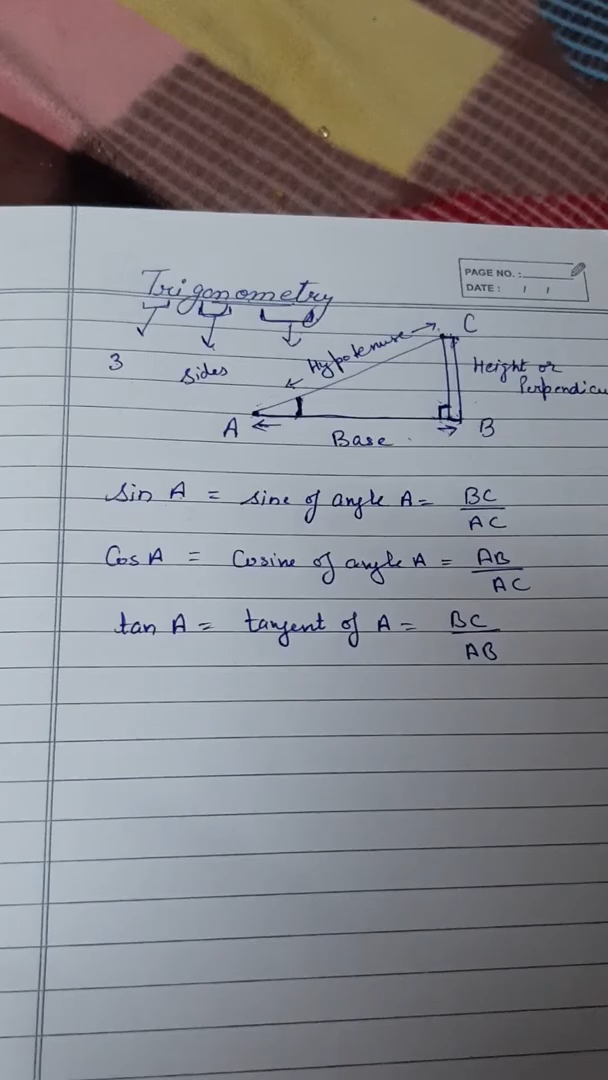 PAGE NO. :
DATE : / /
Trigonometry
3 Sides
Hypotenuse
C
Height or
Perpendicu
A
Base
B
Sin A = sine of angle A = BC/AC
Cos A = Cosine of angle A = AB/AC
tan A = tangent of A = BC/AB